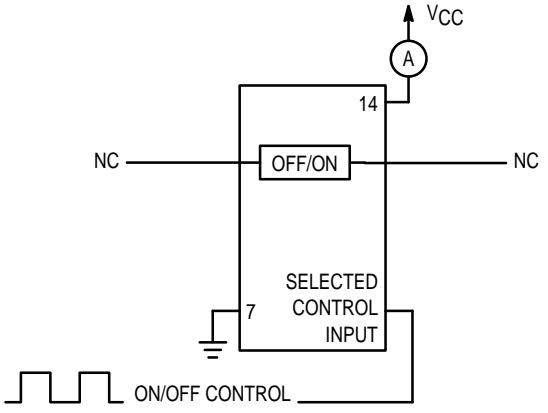 VCC
A
14
NC
OFF/ON
NC
7
SELECTED
CONTROL
INPUT
ON/OFF CONTROL